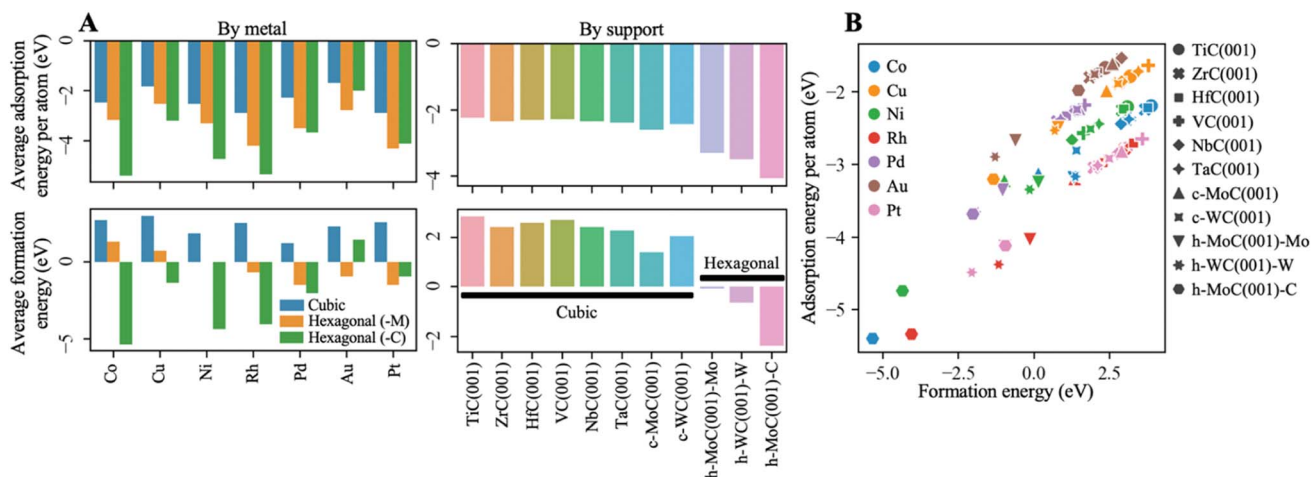 A
By metal
By support
B
Average adsorption
energy per atom (eV)
0
−2
−4
0
−2
−4
Average formation
energy (eV)
0
−5
Cubic
Hexagonal (-M)
Hexagonal (-C)
2
0
−2
Hexagonal
Cubic
Co
Cu
Ni
Rh
Pd
Au
Pt
TiC(001)
ZrC(001)
HfC(001)
VC(001)
NbC(001)
TaC(001)
c-MoC(001)
c-WC(001)
h-MoC(001)-Mo
h-WC(001)-W
h-MoC(001)-C
Adsorption energy per atom (eV)
−2
−3
−4
−5
Co
Cu
Ni
Rh
Pd
Au
Pt
−5.0
−2.5
0.0
2.5
Formation energy (eV)
TiC(001)
ZrC(001)
HfC(001)
VC(001)
NbC(001)
TaC(001)
c-MoC(001)
c-WC(001)
h-MoC(001)-Mo
h-WC(001)-W
h-MoC(001)-C